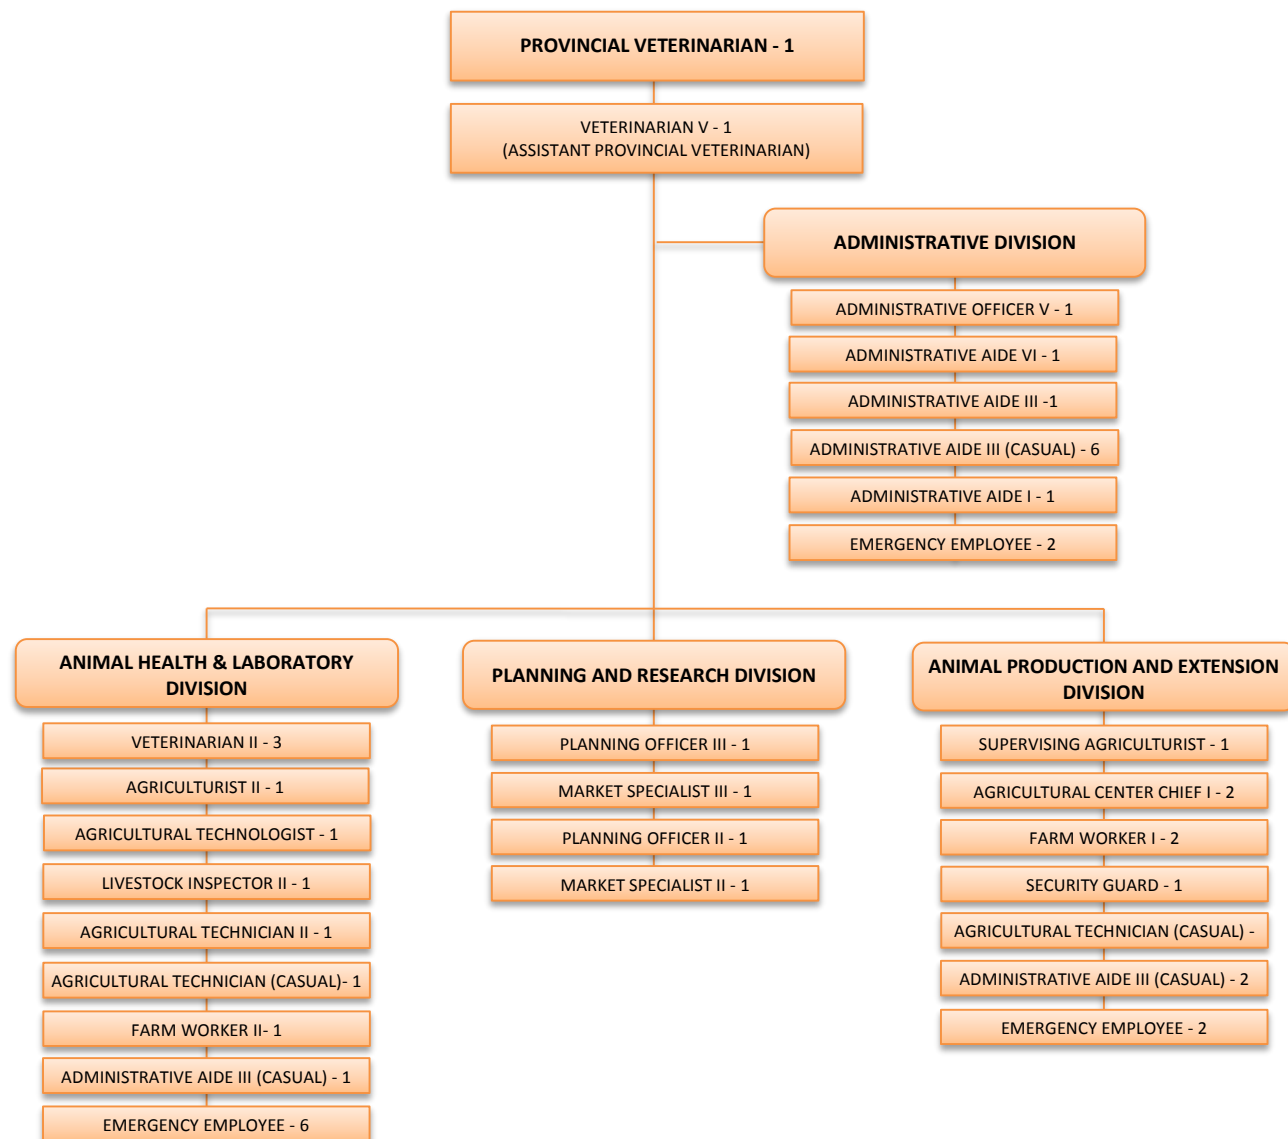 PROVINCIAL VETERINARIAN - 1
VETERINARIAN V - 1
(ASSISTANT PROVINCIAL VETERINARIAN)
ADMINISTRATIVE DIVISION
ADMINISTRATIVE OFFICER V - 1
ADMINISTRATIVE AIDE VI - 1
ADMINISTRATIVE AIDE III -1
ADMINISTRATIVE AIDE III (CASUAL) - 6
ADMINISTRATIVE AIDE I - 1
EMERGENCY EMPLOYEE - 2
ANIMAL HEALTH & LABORATORY
DIVISION
VETERINARIAN II - 3
AGRICULTURIST II - 1
AGRICULTURAL TECHNOLOGIST - 1
LIVESTOCK INSPECTOR II - 1
AGRICULTURAL TECHNICIAN II - 1
AGRICULTURAL TECHNICIAN (CASUAL)- 1
FARM WORKER II- 1
ADMINISTRATIVE AIDE III (CASUAL) - 1
EMERGENCY EMPLOYEE - 6
PLANNING AND RESEARCH DIVISION
PLANNING OFFICER III - 1
MARKET SPECIALIST III - 1
PLANNING OFFICER II - 1
MARKET SPECIALIST II - 1
ANIMAL PRODUCTION AND EXTENSION
DIVISION
SUPERVISING AGRICULTURIST - 1
AGRICULTURAL CENTER CHIEF I - 2
FARM WORKER I - 2
SECURITY GUARD - 1
AGRICULTURAL TECHNICIAN (CASUAL) -
ADMINISTRATIVE AIDE III (CASUAL) - 2
EMERGENCY EMPLOYEE - 2